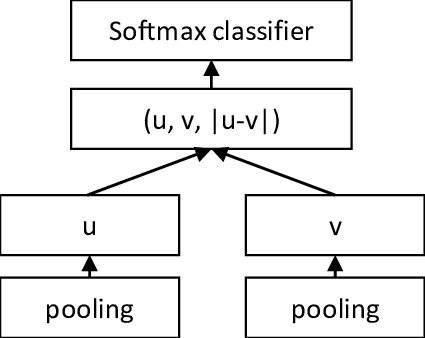 Softmax classifier
(u, v, |u-v|)
u
v
pooling
pooling